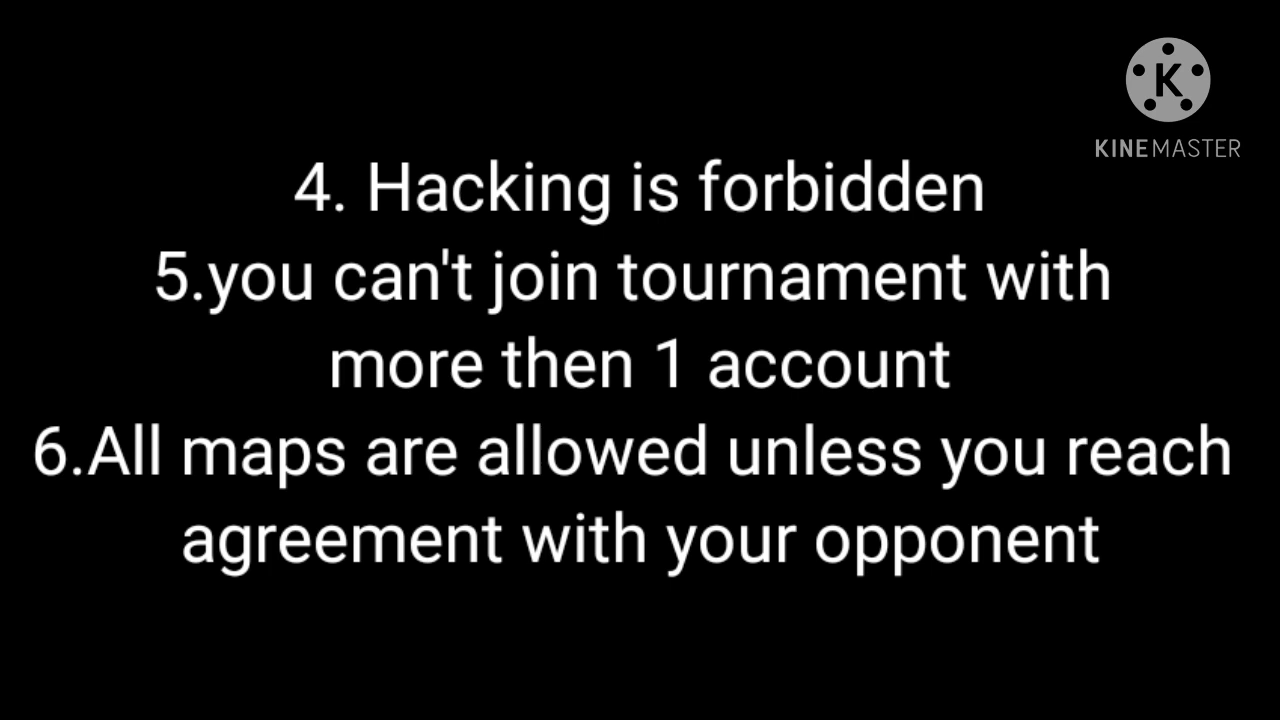 K
KINEMASTER
4. Hacking is forbidden
5.you can't join tournament with
more then 1 account
6.All maps are allowed unless you reach
agreement with your opponent